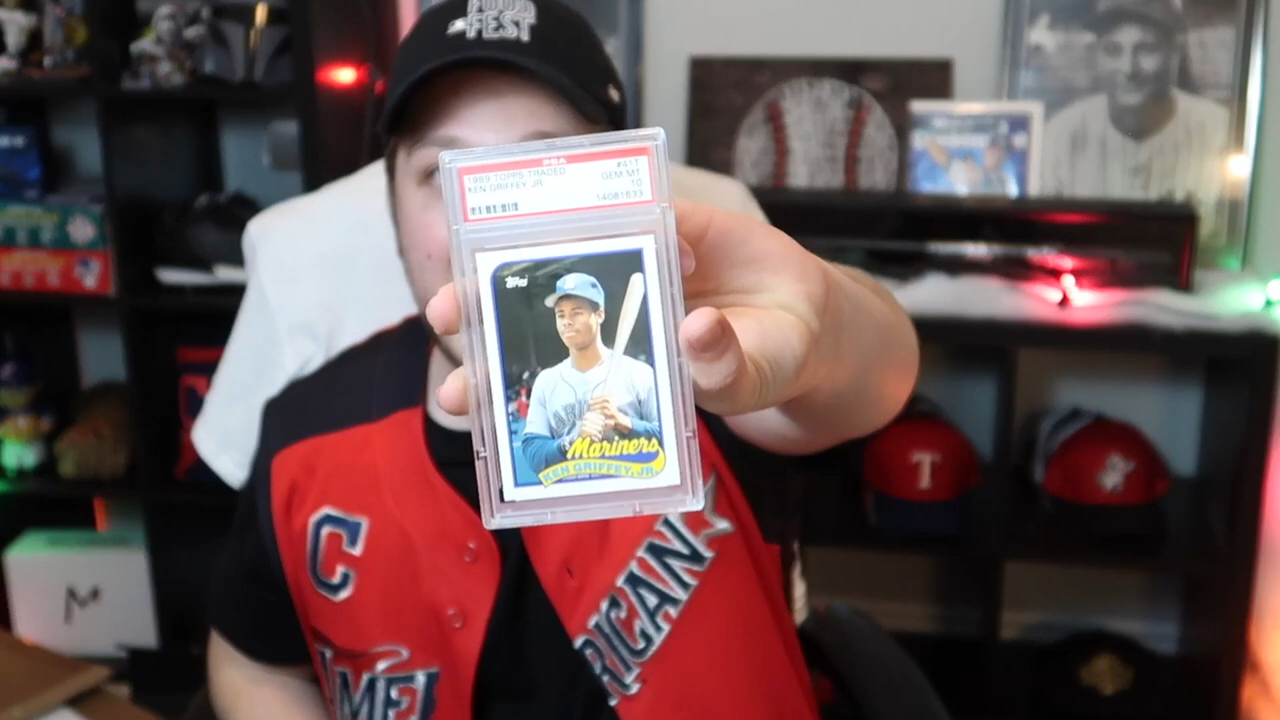 FOOD
FEST
PSA
1989 TOPPS TRADED #41T
KEN GRIFFEY JR. GEM MT
10
14081633
Topps
Mariners
KEN GRIFFEY, JR.
C
RICAN
T